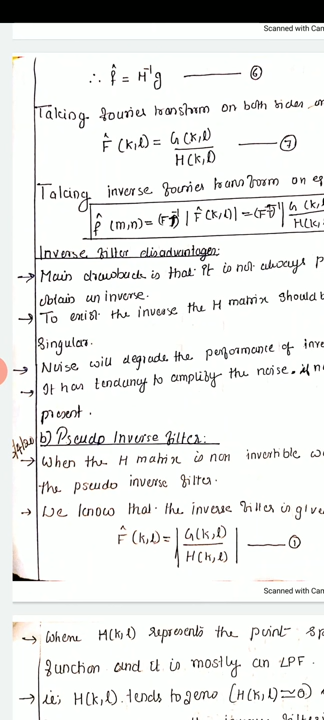 Scanned with Can
∴ f̂ = H⁻¹g —— ⑥
Taking fourier transform on both sides
F̂ (k,l) = G(k,l) / H(k,l) —— ⑦
Taking inverse fourier transform on
f̂ (m,n) = (FT)⁻¹ | F̂ (k,l)| = (FT)⁻¹ | G(k, / H(k,
Inverse filter disadvantages:
→ Main drawback is that it is not always p
obtain an inverse.
→ To exist the inverse the H matrix should b
singular.
→ Noise will degrade the performance of inve
→ It has tendancy to amplify the noise. if n
present.
b) Pseudo Inverse filter:
→ When the H matrix is non invertible w
the pseudo inverse filter.
→ We know that the inverse filter is give
F̂ (k,l) = | G(k,l) / H(k,l) | —— ①
Scanned with Can
→ where H(k,l) represents the point sp
function and it is mostly an LPF.
→ ie; H(k,l) tends to zero (H(k,l) ≃ 0)